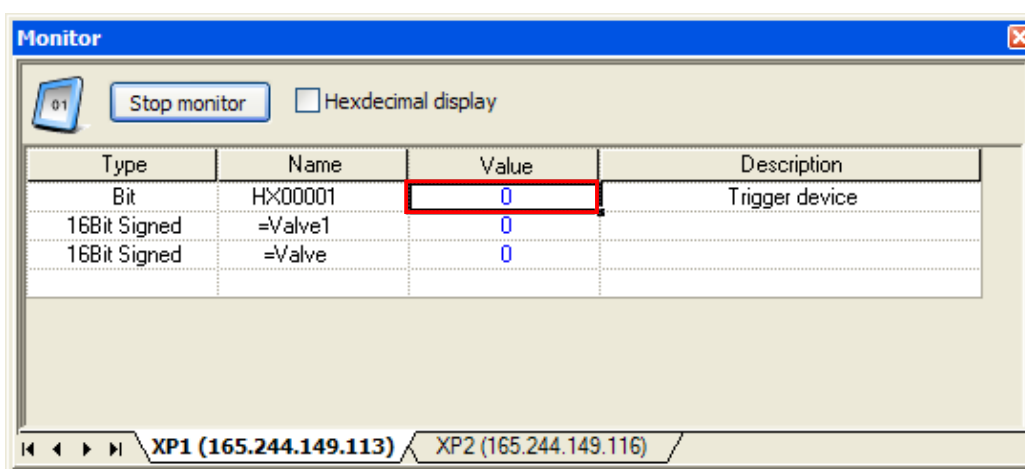 Monitor
01 Stop monitor Hexdecimal display
Type Name Value Description
Bit HX00001 0 Trigger device
16Bit Signed =Valve1 0
16Bit Signed =Valve 0
XP1 (165.244.149.113) XP2 (165.244.149.116)